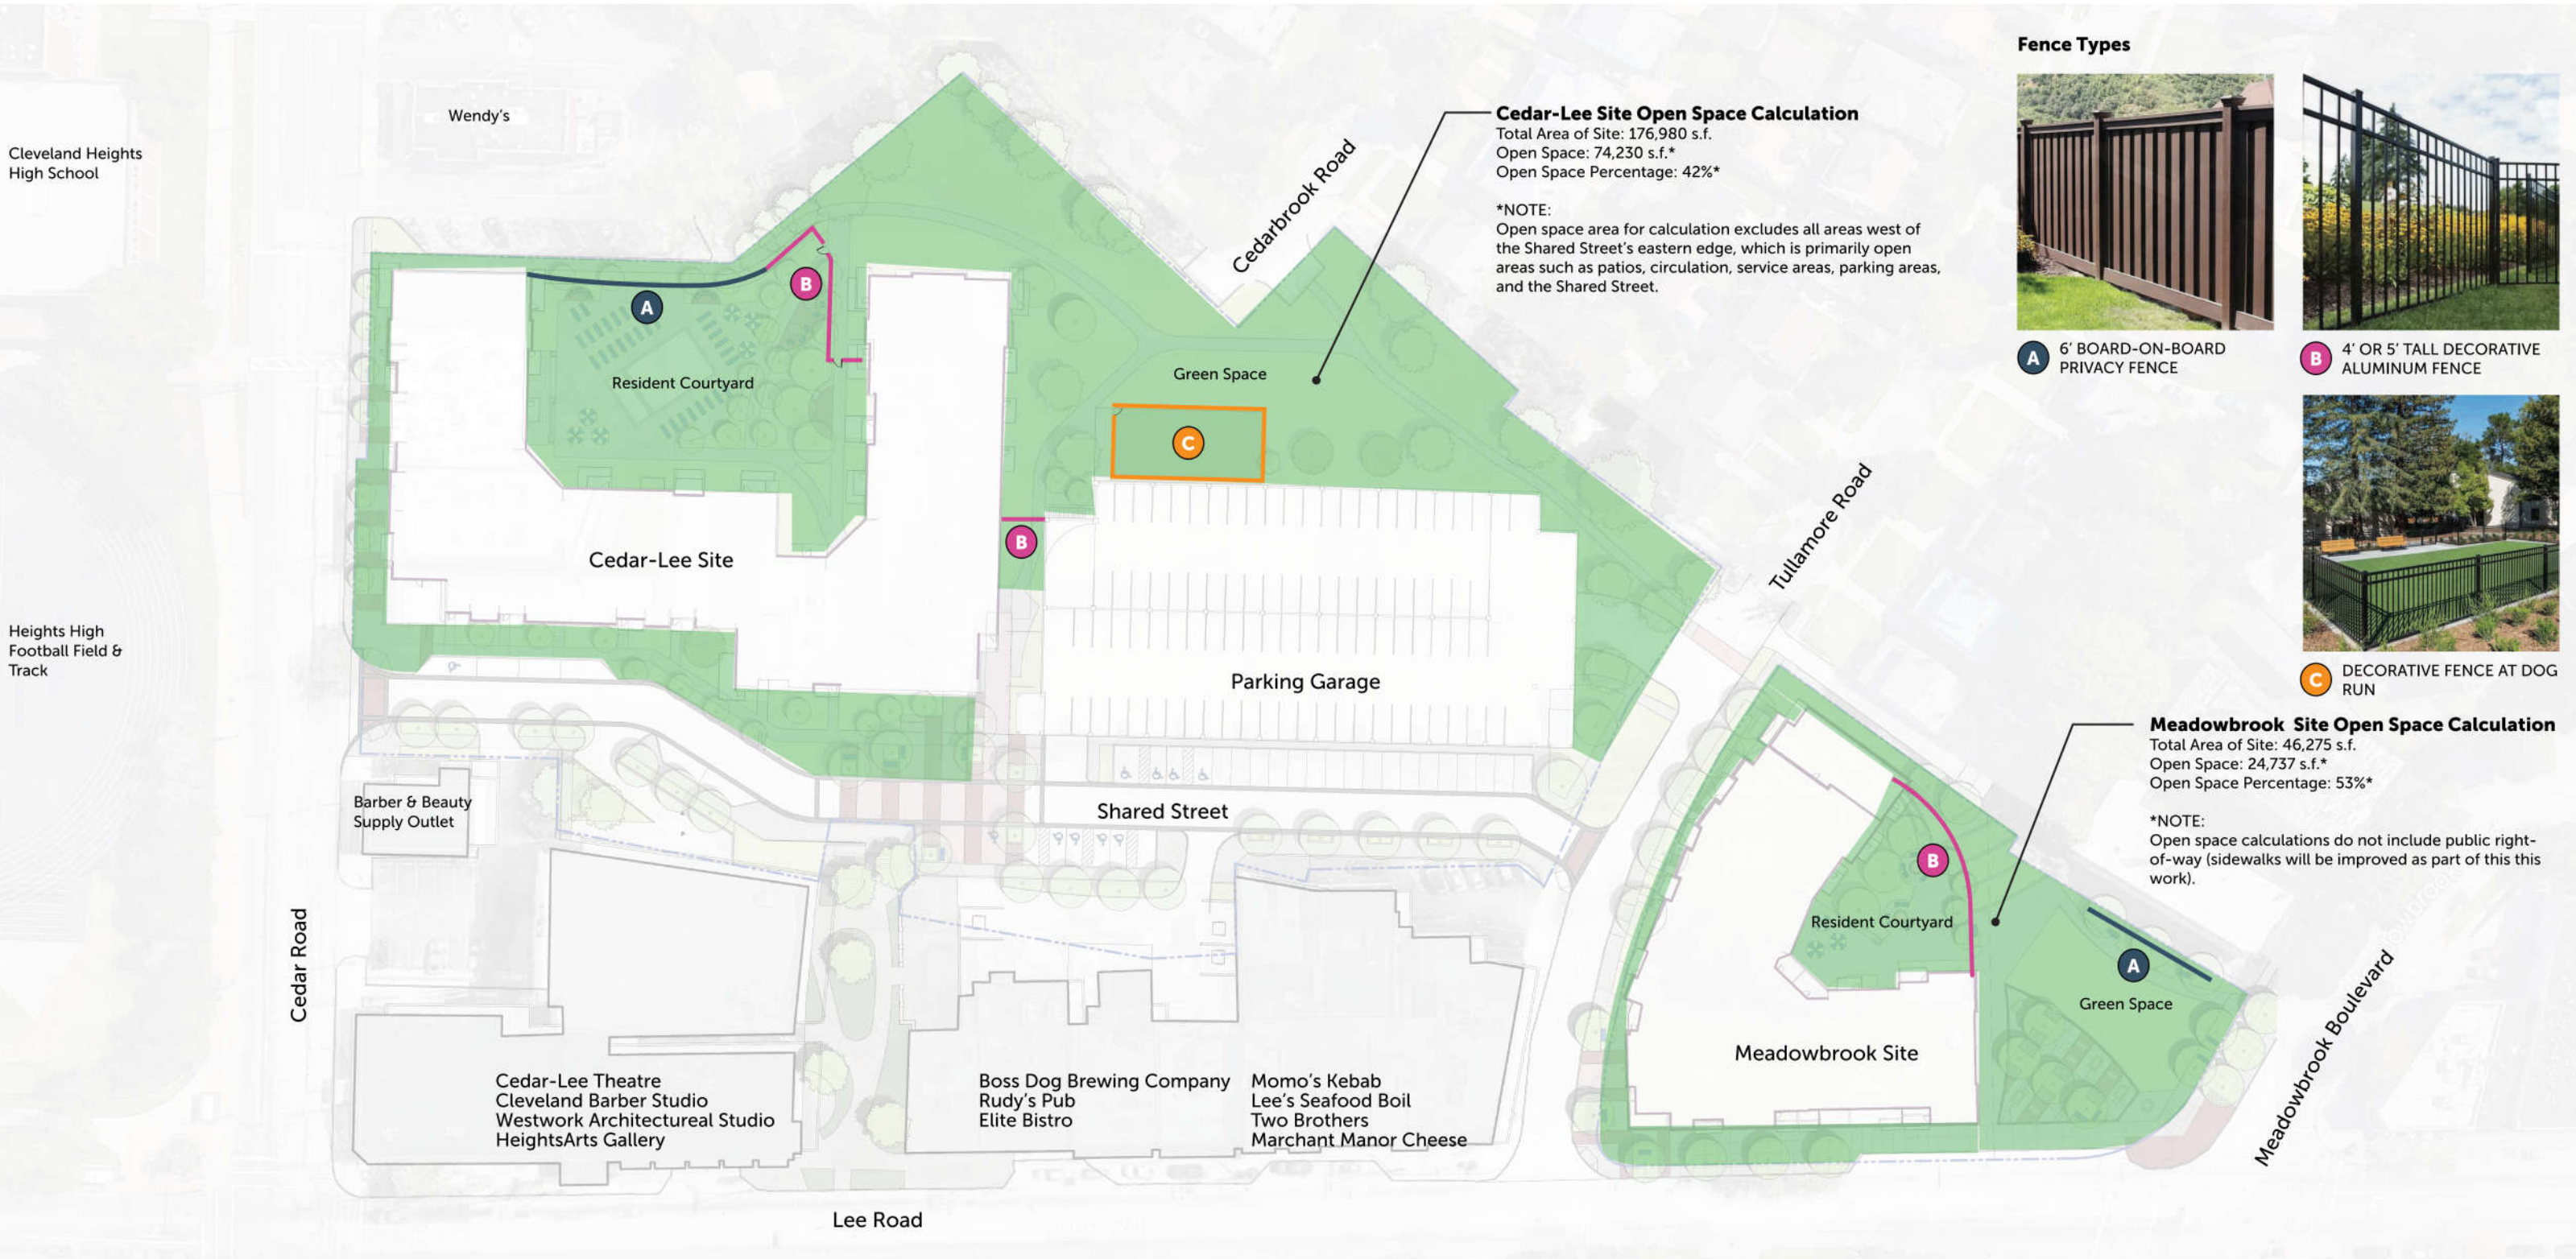 Fence Types
Wendy's
Cleveland Heights
High School
Cedarbrook Road
Cedar-Lee Site Open Space Calculation
Total Area of Site: 176,980 s.f.
Open Space: 74,230 s.f.*
Open Space Percentage: 42%*
*NOTE:
Open space area for calculation excludes all areas west of
the Shared Street's eastern edge, which is primarily open
areas such as patios, circulation, service areas, parking areas,
and the Shared Street.
A
6' BOARD-ON-BOARD
PRIVACY FENCE
B
4' OR 5' TALL DECORATIVE
ALUMINUM FENCE
C
DECORATIVE FENCE AT DOG
RUN
A
B
Resident Courtyard
Green Space
C
B
Cedar-Lee Site
Tullamore Road
Heights High
Football Field &
Track
Parking Garage
Meadowbrook Site Open Space Calculation
Total Area of Site: 46,275 s.f.
Open Space: 24,737 s.f.*
Open Space Percentage: 53%*
*NOTE:
Open space calculations do not include public right-
of-way (sidewalks will be improved as part of this this
work).
Barber & Beauty
Supply Outlet
Shared Street
B
Resident Courtyard
A
Green Space
Cedar Road
Meadowbrook Site
Meadowbrook Boulevard
Cedar-Lee Theatre
Cleveland Barber Studio
Westwork Architectureal Studio
HeightsArts Gallery
Boss Dog Brewing Company
Rudy's Pub
Elite Bistro
Momo's Kebab
Lee's Seafood Boil
Two Brothers
Marchant Manor Cheese
Lee Road